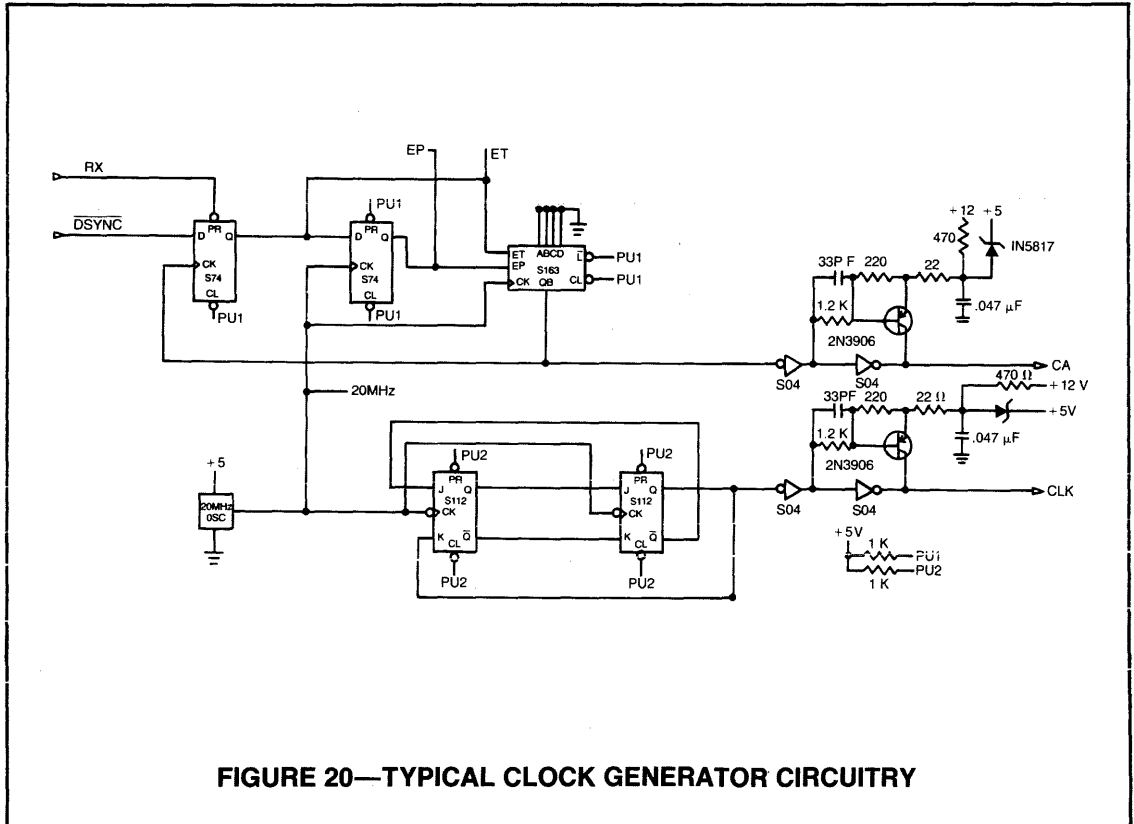 EP ET
RX
PU1
DSYNC
D PR Q
CK
S74
CL
PU1
D PR Q
CK
S74
CL
PU1
ABCD
ET
EP S163
CK QB
L
CL
PU1
PU1
+12 +5
470
IN5817
33P F 220 22
1.2 K
.047 µF
2N3906
S04 S04
CA
20MHz
470 Ω
+12 V
33PF 220 22 Ω
+5V
1.2 K
.047 µF
2N3906
S04 S04
CLK
+5
20MHz
0SC
PU2
PR
J Q
S112
CK
K CL Q
PU2
PU2
PR
J Q
S112
CK
K CL Q
PU2
+5V
1 K
PU1
PU2
1 K
FIGURE 20—TYPICAL CLOCK GENERATOR CIRCUITRY